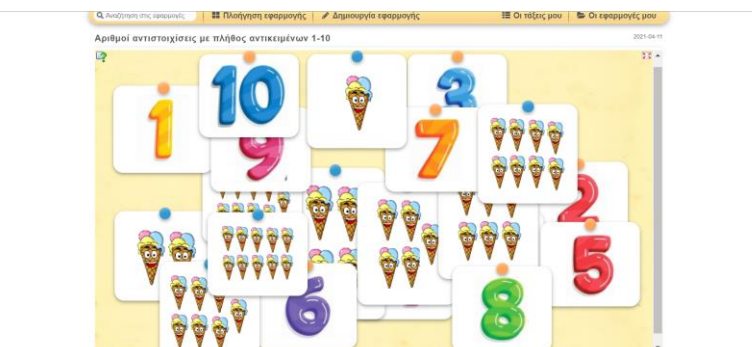 Αναζήτηση στις εφαρμογές
Πλοήγηση εφαρμογής
Δημιουργία εφαρμογής
Οι τάξεις μου
Οι εφαρμογές μου
Αριθμοί αντιστοιχίσεις με πλήθος αντικειμένων 1-10
2021-04-11
10
3
1
9
7
2
5
6
8